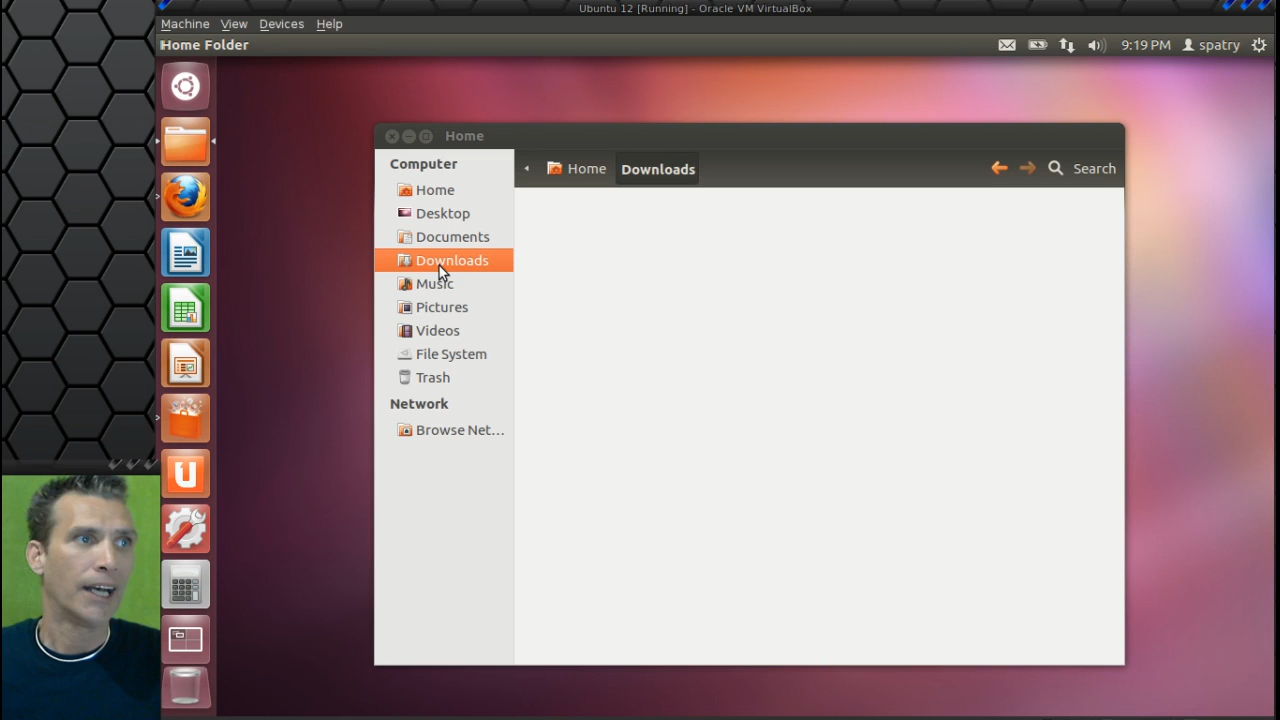 Ubuntu 12 [Running] - Oracle VM VirtualBox
Machine View Devices Help
Home Folder 9:19 PM spatry
Home
Computer
Home Downloads Search
Home
Desktop
Documents
Downloads
Music
Pictures
Videos
File System
Trash
Network
Browse Net...